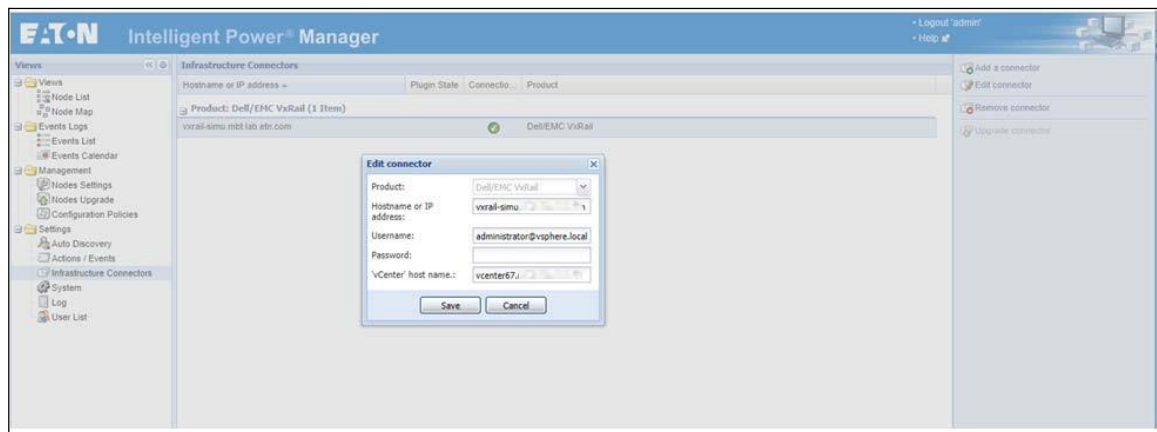 EATON Intelligent Power® Manager
• Logout 'admin'
• Help
Views
Views
Node List
Node Map
Events Logs
Events List
Events Calendar
Management
Nodes Settings
Nodes Upgrade
Configuration Policies
Settings
Auto Discovery
Actions / Events
Infrastructure Connectors
System
Log
User List
Infrastructure Connectors
Hostname or IP address Plugin State Connectio... Product
Product: Dell/EMC VxRail (1 Item)
vxrail-simu.mbt.lab.etn.com Dell/EMC VxRail
Edit connector
Product: Dell/EMC VxRail
Hostname or IP address: vxrail-simu.
Username: administrator@vsphere.local
Password:
'vCenter' host name.: vcenter67.
Save Cancel
Add a connector
Edit connector
Remove connector
Upgrade connector